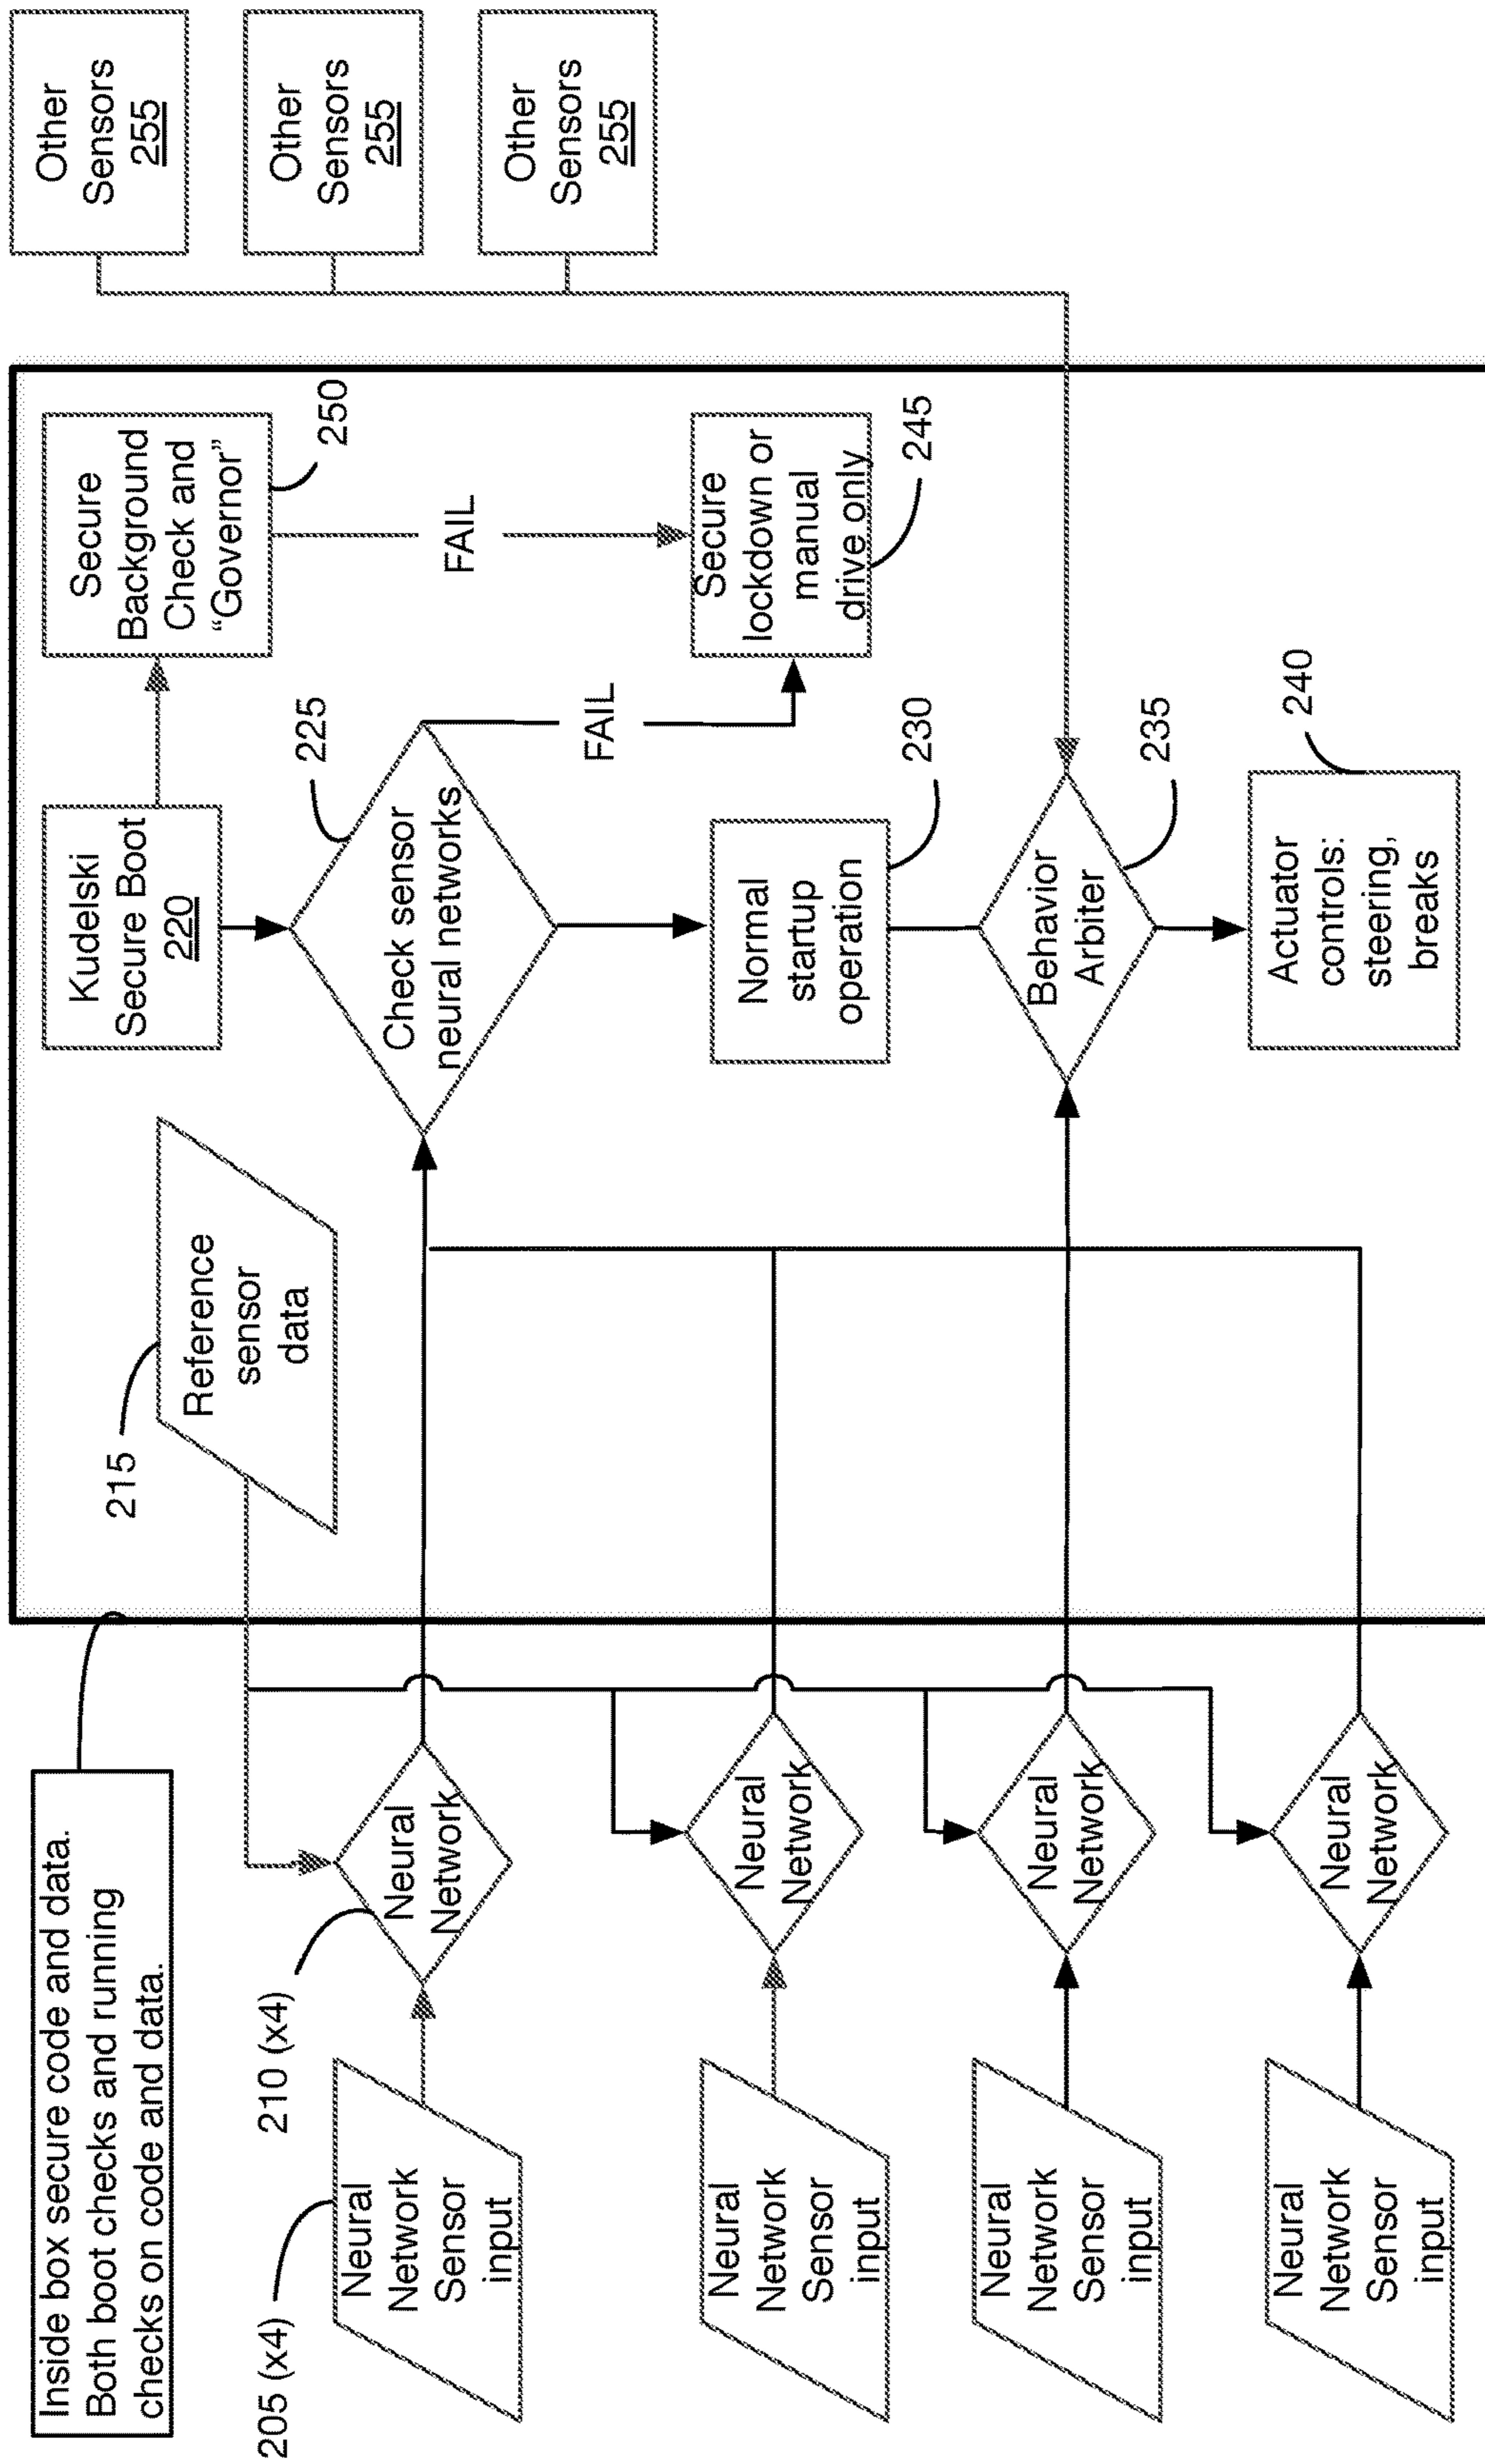 Inside box secure code and data.
Both boot checks and running
checks on code and data.
205 (x4)
Neural
Network
Sensor
input
210 (x4)
Neural
Network
Neural
Network
Sensor
input
Neural
Network
Neural
Network
Sensor
input
Neural
Network
Neural
Network
Sensor
input
Neural
Network
215
Reference
sensor
data
Kudelski
Secure Boot
220
225
Check sensor
neural networks
FAIL
Normal
startup
operation
230
Behavior
Arbiter
235
Actuator
controls:
steering,
breaks
240
Secure
Background
Check and
“Governor”
250
FAIL
Secure
lockdown or
manual
drive only
245
Other
Sensors
255
Other
Sensors
255
Other
Sensors
255